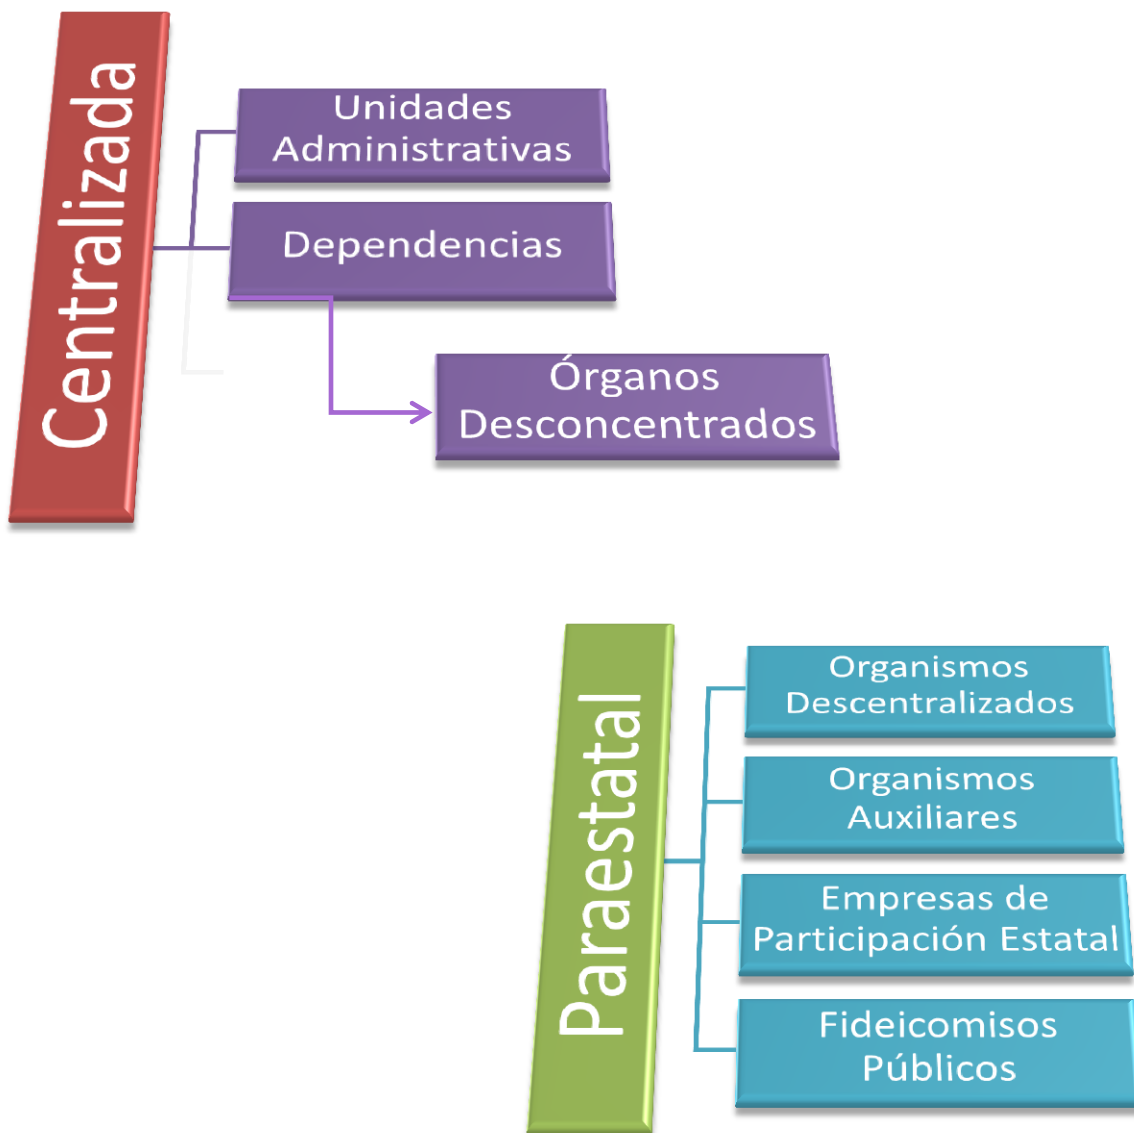 Centralizada
Unidades
Administrativas
Dependencias
Órganos
Desconcentrados
Paraestatal
Organismos
Descentralizados
Organismos
Auxiliares
Empresas de
Participación Estatal
Fideicomisos
Públicos